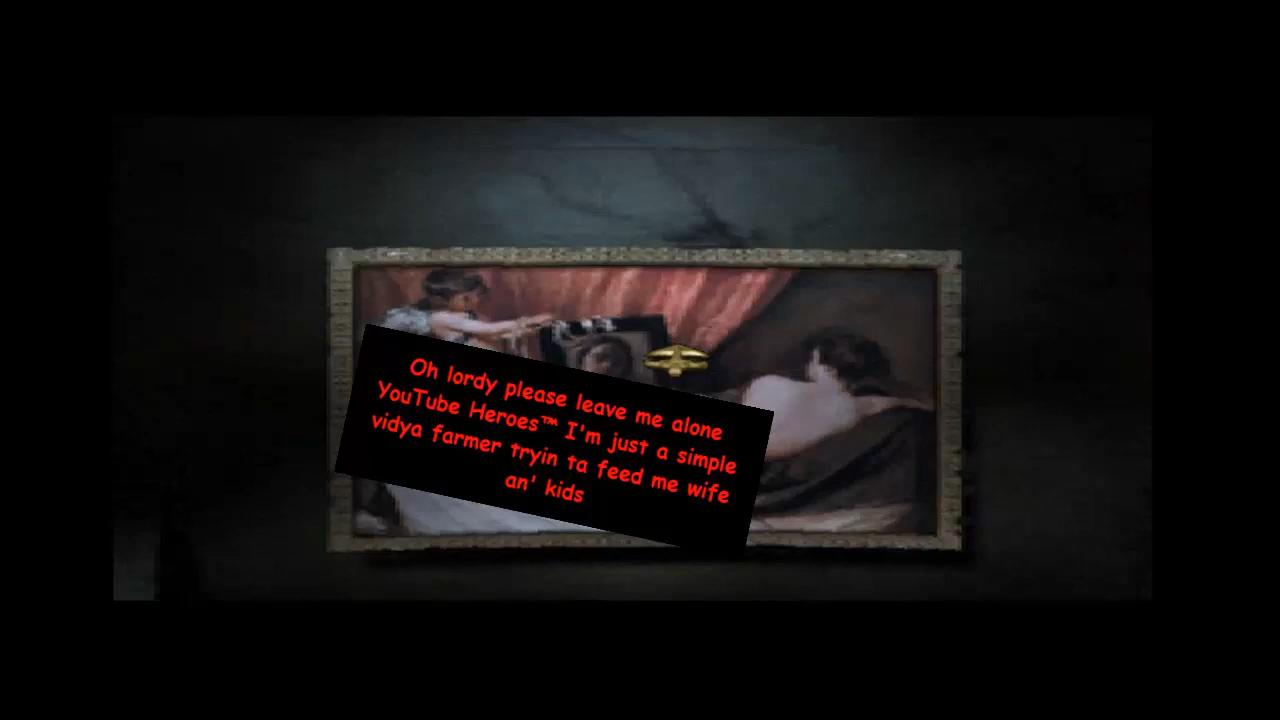 Oh lordy please leave me alone
YouTube Heroes™ I'm just a simple
vidya farmer tryin ta feed me wife
an' kids